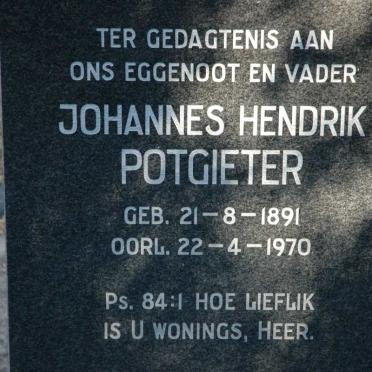 TER GEDAGTENIS AAN
ONS EGGENOOT EN VADER
JOHANNES HENDRIK
POTGIETER
GEB. 21-8-1891
OORL. 22-4-1970
Ps. 84:1 HOE LIEFLIK
IS U WONINGS, HEER.